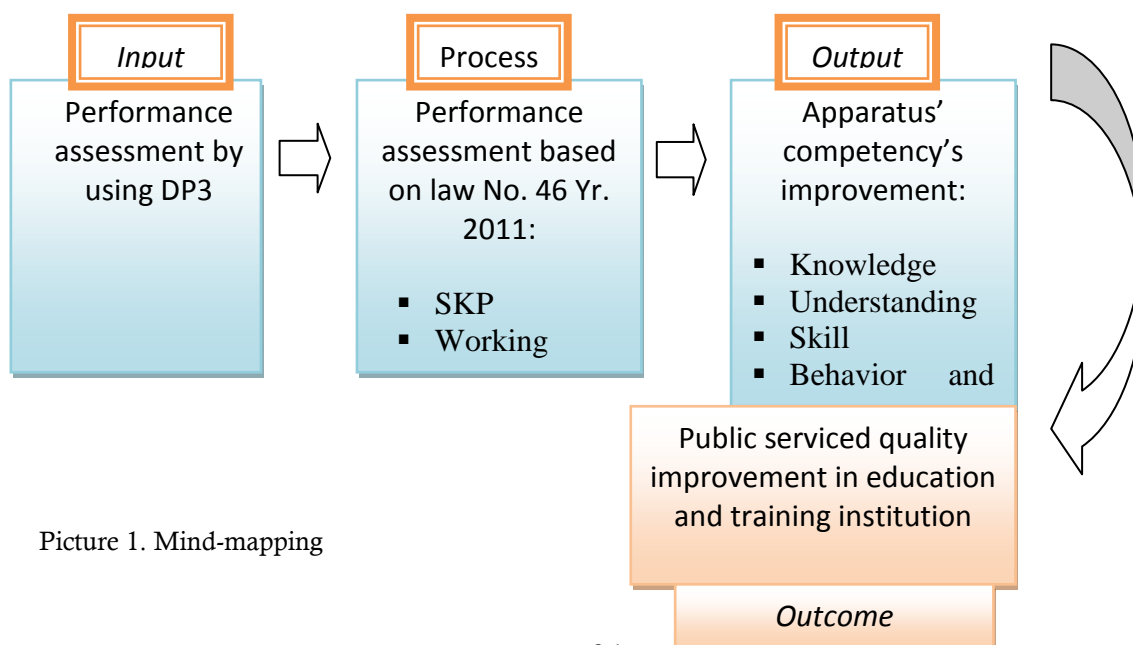 Input
Performance
assessment by
using DP3
Process
Performance
assessment based
on law No. 46 Yr.
2011:
▪ SKP
▪ Working
Output
Apparatus’
competency’s
improvement:
▪ Knowledge
▪ Understanding
▪ Skill
▪ Behavior and
Public serviced quality
improvement in education
and training institution
Outcome
Picture 1. Mind-mapping